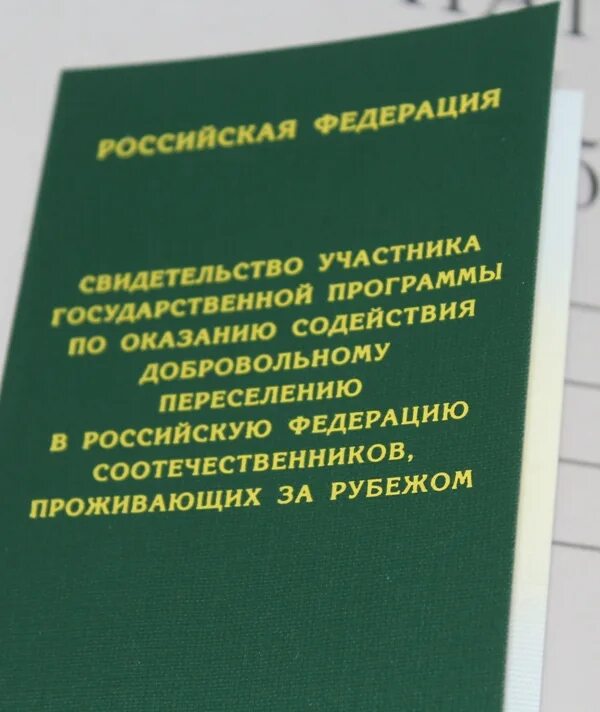 РОССИЙСКАЯ ФЕДЕРАЦИЯ
СВИДЕТЕЛЬСТВО УЧАСТНИКА
ГОСУДАРСТВЕННОЙ ПРОГРАММЫ
ПО ОКАЗАНИЮ СОДЕЙСТВИЯ
ДОБРОВОЛЬНОМУ
ПЕРЕСЕЛЕНИЮ
В РОССИЙСКУЮ ФЕДЕРАЦИЮ
СООТЕЧЕСТВЕННИКОВ,
ПРОЖИВАЮЩИХ ЗА РУБЕЖОМ